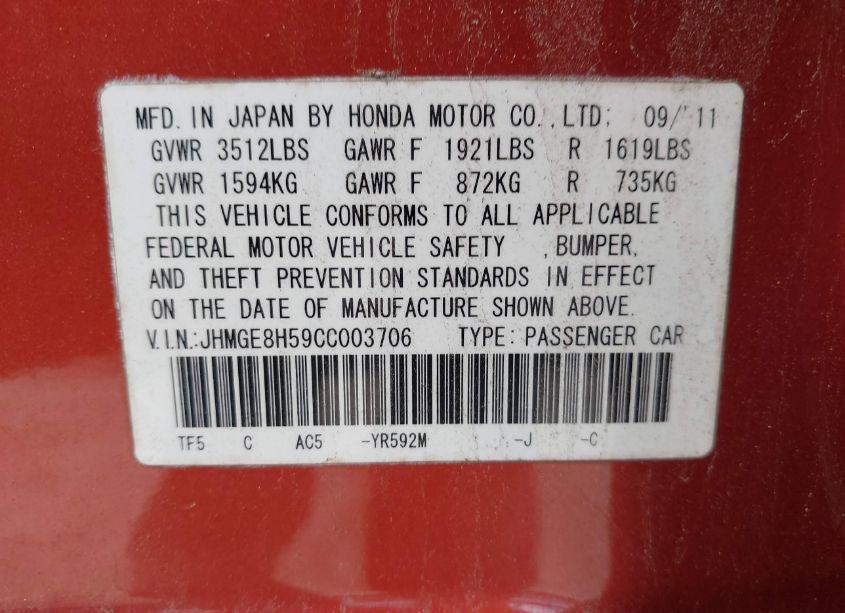 MFD. IN JAPAN BY HONDA MOTOR CO., LTD; 09/'11
GVWR 3512LBS GAWR F 1921LBS R 1619LBS
GVWR 1594KG GAWR F 872KG R 735KG
THIS VEHICLE CONFORMS TO ALL APPLICABLE
FEDERAL MOTOR VEHICLE SAFETY , BUMPER,
AND THEFT PREVENTION STANDARDS IN EFFECT
ON THE DATE OF MANUFACTURE SHOWN ABOVE.
V.I.N.:JHMGE8H59CC003706 TYPE: PASSENGER CAR
TF5 C AC5 -YR592M -J -C